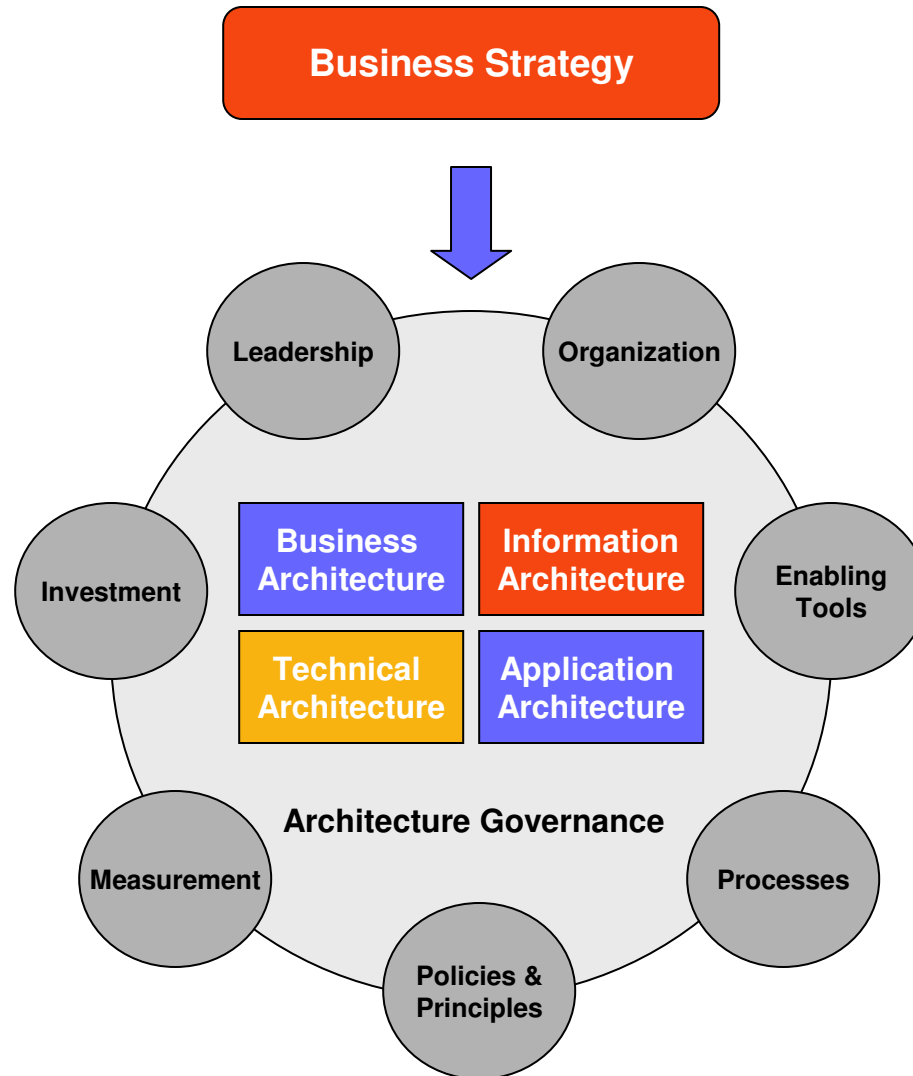 Business Strategy
Leadership
Organization
Business
Architecture
Information
Architecture
Investment
Enabling
Tools
Technical
Architecture
Application
Architecture
Architecture Governance
Measurement
Processes
Policies &
Principles